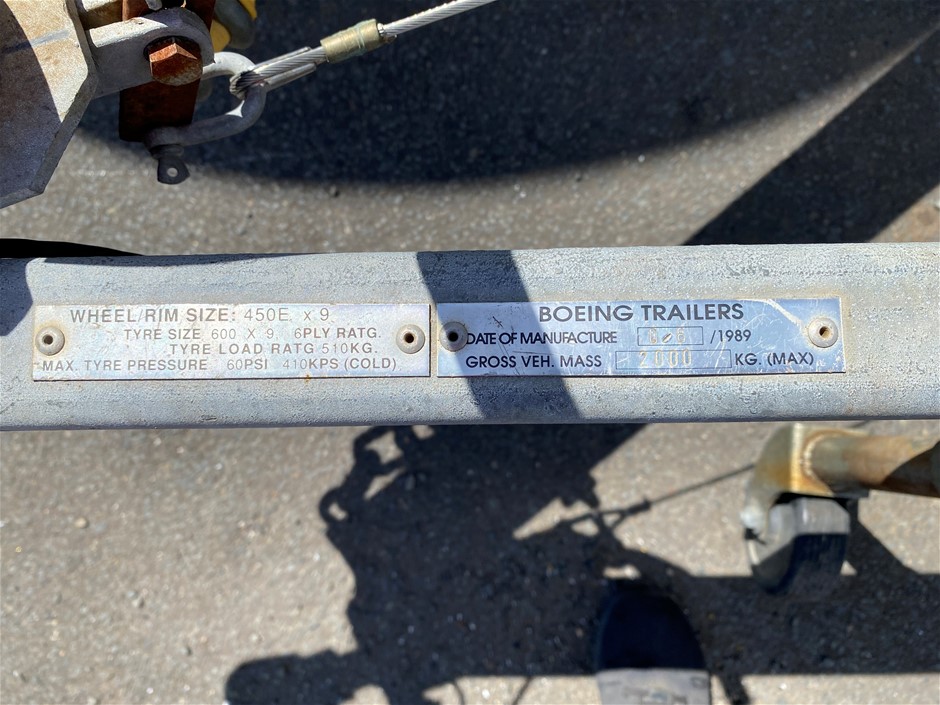 WHEEL/RIM SIZE: 450E x 9
TYRE SIZE 600 X 9 6PLY RATG.
TYRE LOAD RATG 510KG.
MAX. TYRE PRESSURE 60PSI 410KPS (COLD)
BOEING TRAILERS
DATE OF MANUFACTURE /1989
GROSS VEH. MASS 2000 KG. (MAX)